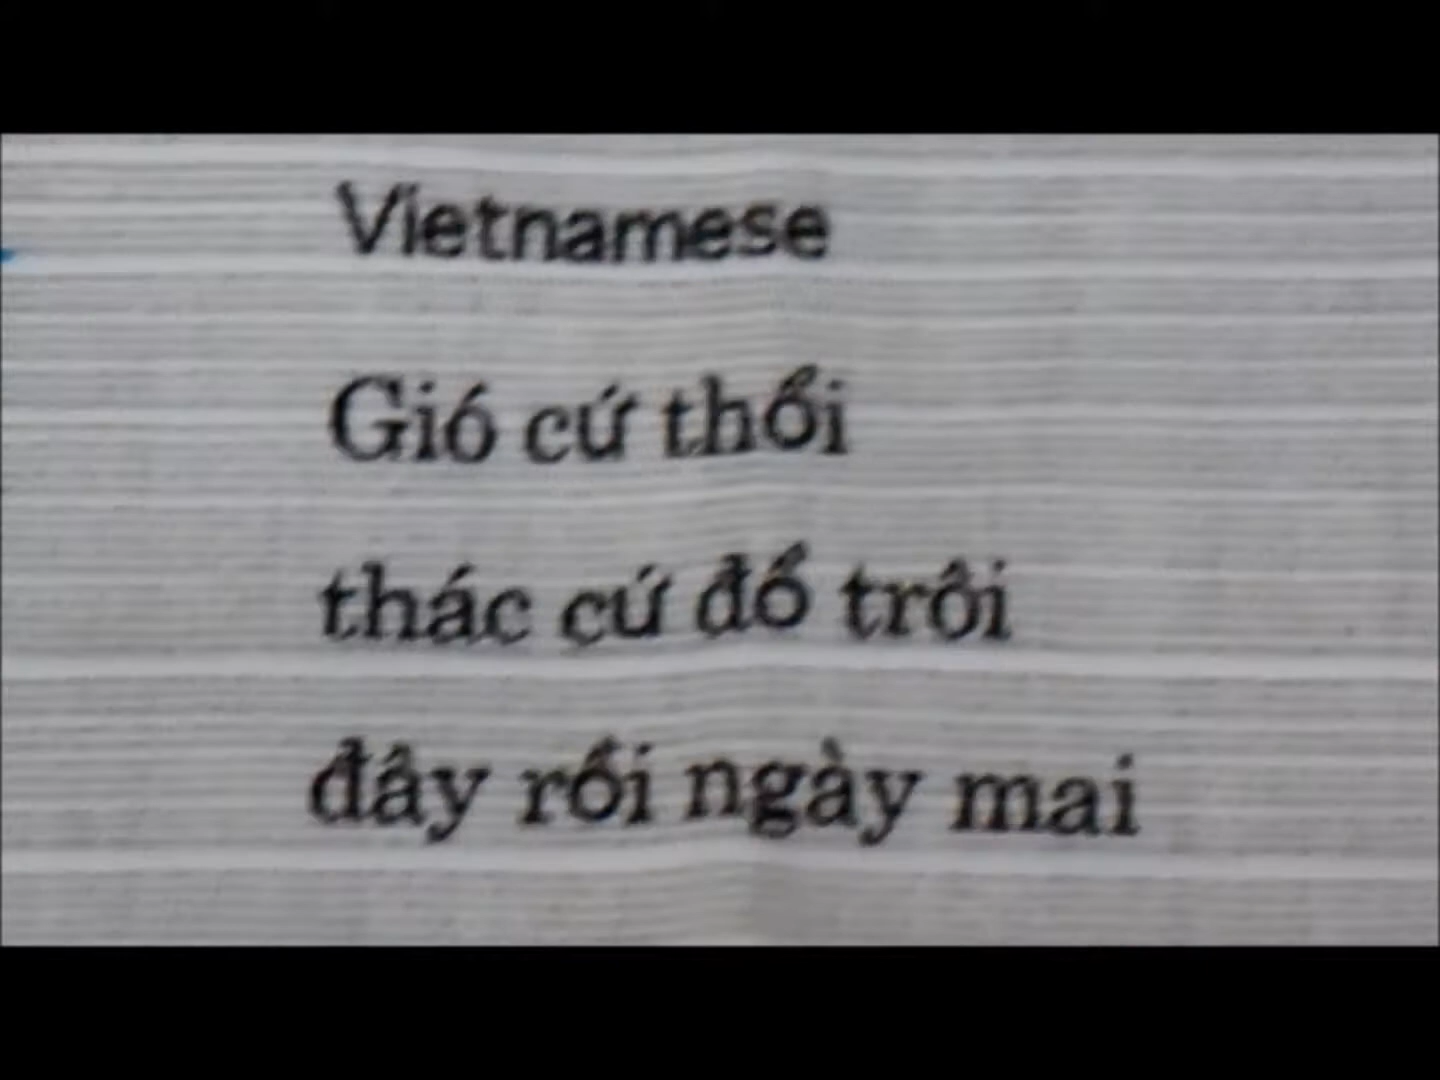 Vietnamese
Gió cứ thổi
thác cứ đổ trôi
đây rồi ngày mai